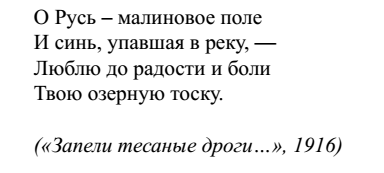 О Русь – малиновое поле
И синь, упавшая в реку, —
Люблю до радости и боли
Твою озерную тоску.
(«Запели тесаные дроги…», 1916)